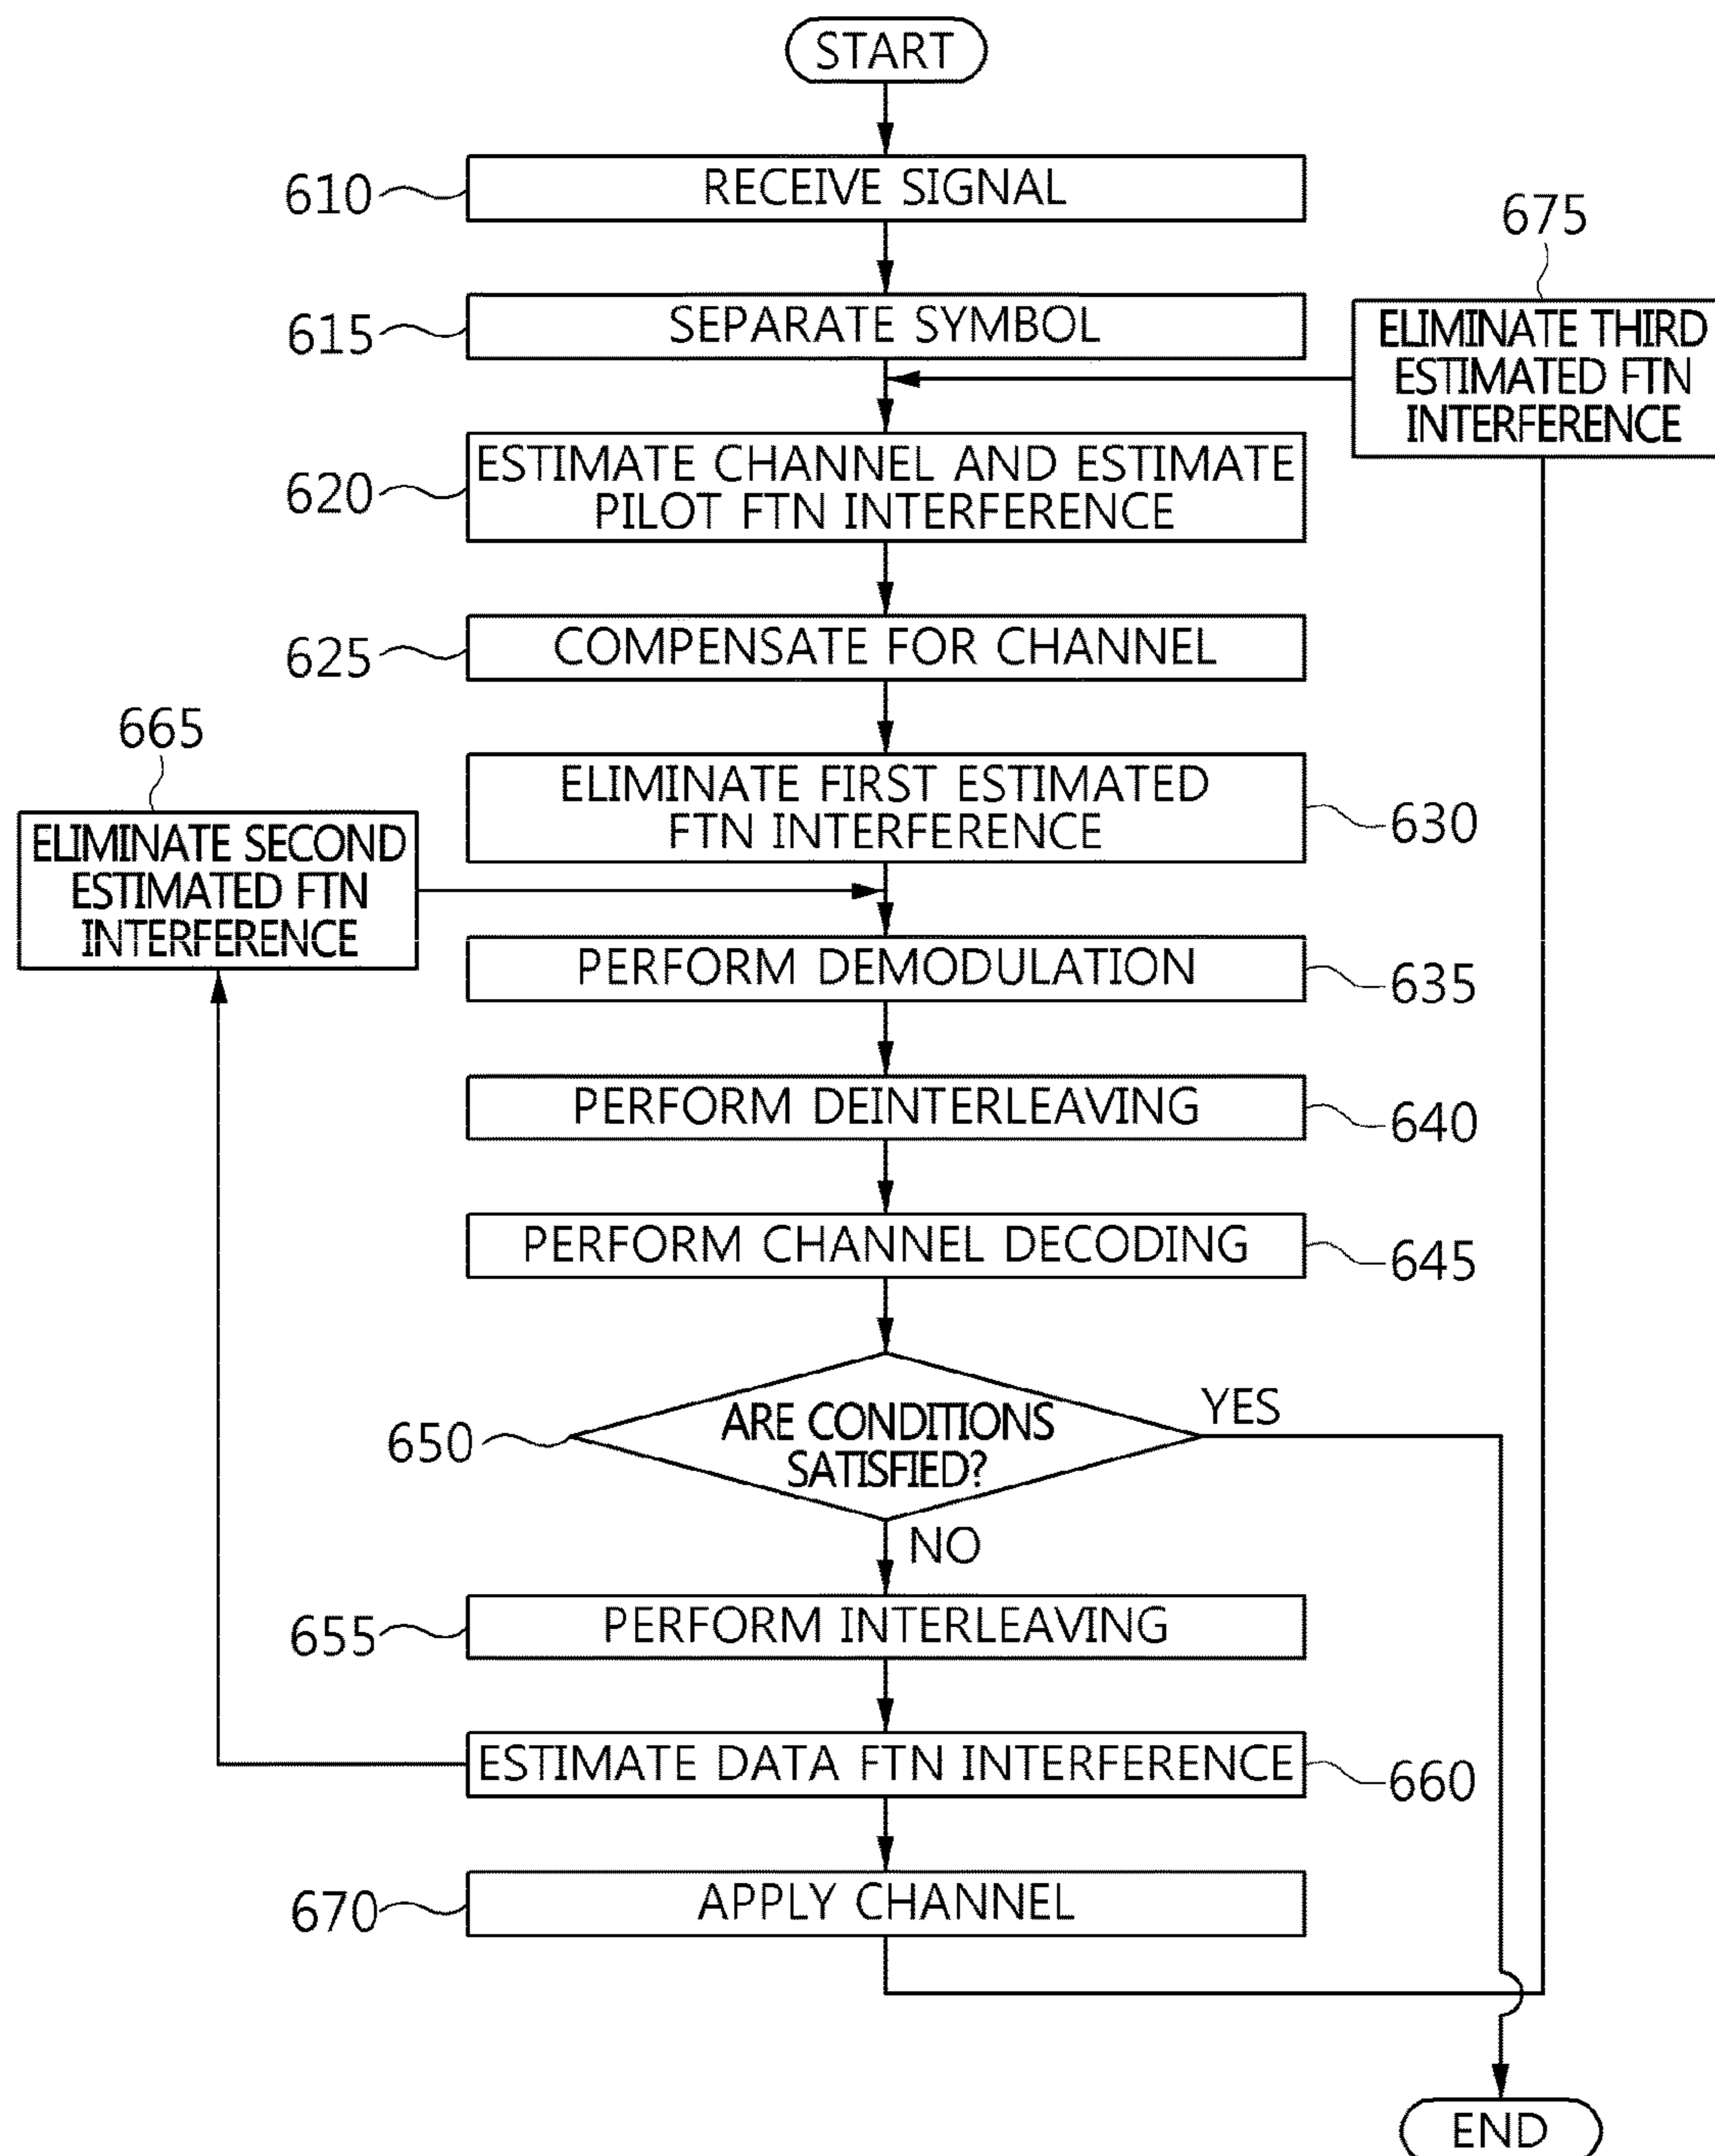 START
610
RECEIVE SIGNAL
675
615
SEPARATE SYMBOL
ELIMINATE THIRD
ESTIMATED FTN
INTERFERENCE
620
ESTIMATE CHANNEL AND ESTIMATE
PILOT FTN INTERFERENCE
625
COMPENSATE FOR CHANNEL
665
ELIMINATE FIRST ESTIMATED
FTN INTERFERENCE
630
ELIMINATE SECOND
ESTIMATED FTN
INTERFERENCE
PERFORM DEMODULATION
635
PERFORM DEINTERLEAVING
640
PERFORM CHANNEL DECODING
645
650
ARE CONDITIONS
SATISFIED?
YES
NO
655
PERFORM INTERLEAVING
ESTIMATE DATA FTN INTERFERENCE
660
670
APPLY CHANNEL
END